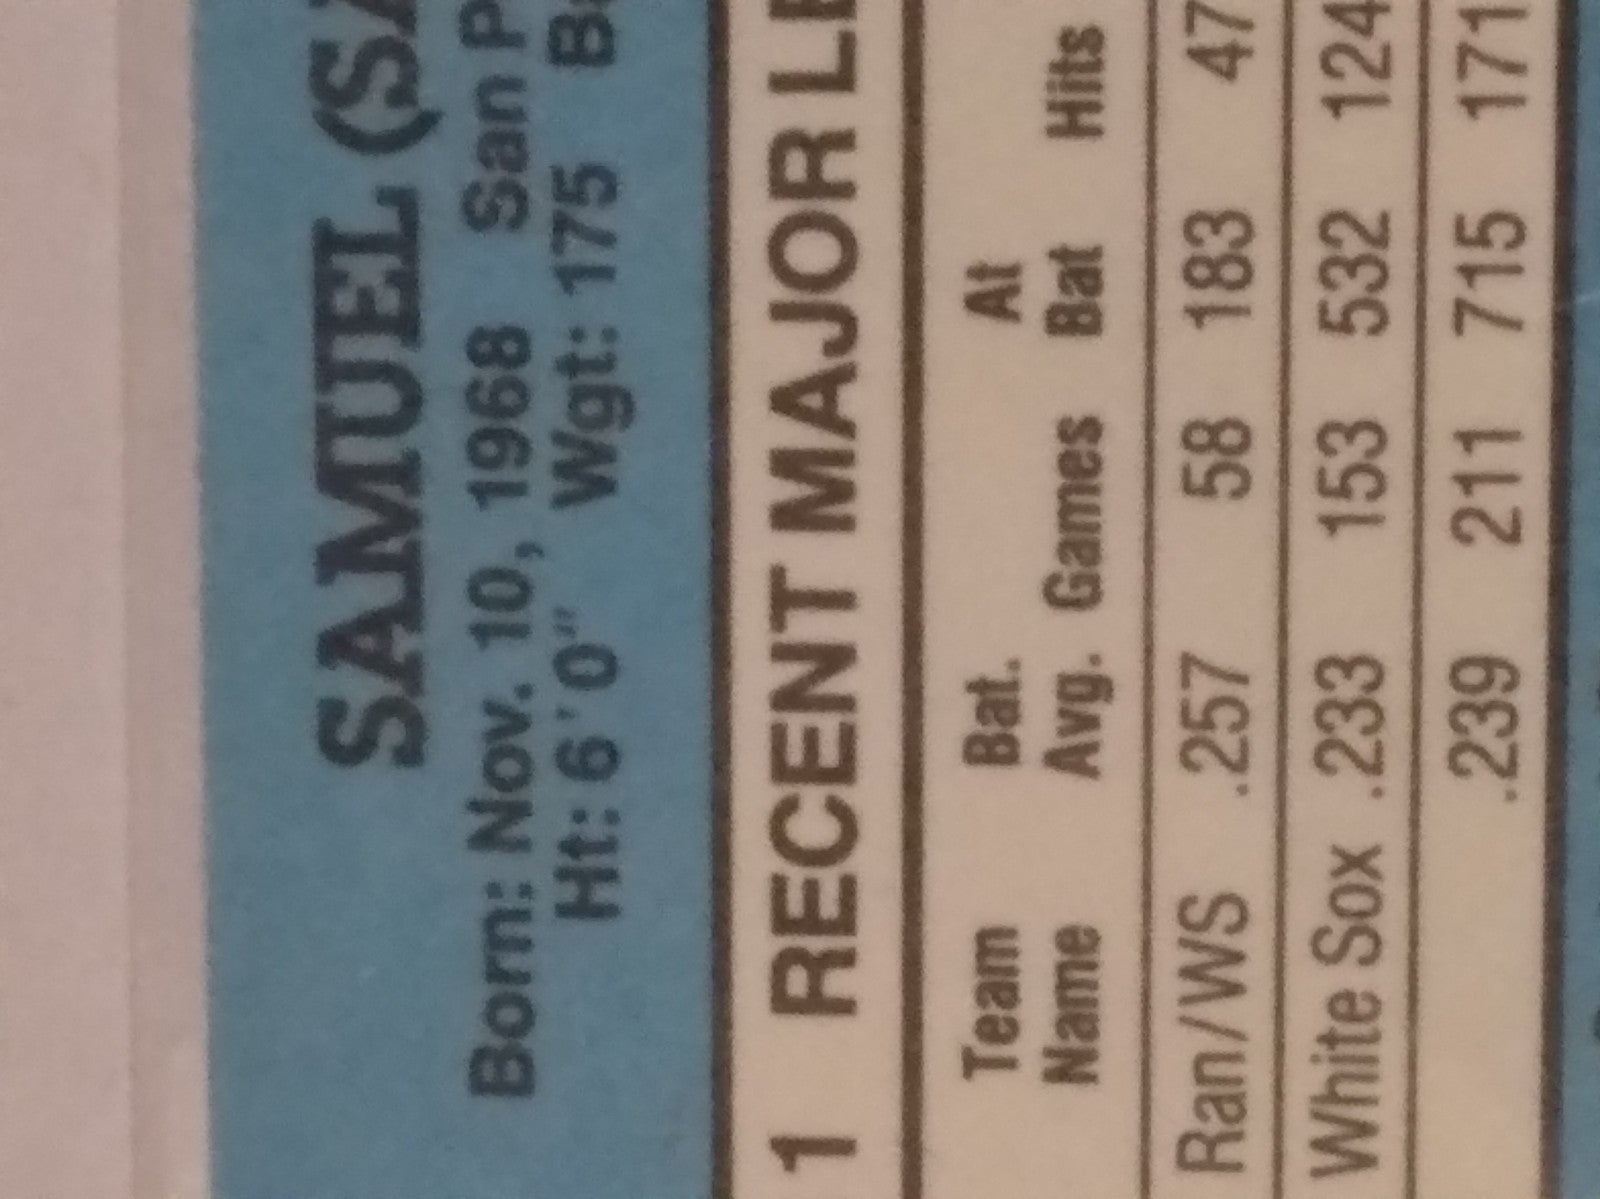 SAMUEL (SA
Born: Nov. 10, 1968 San P
Ht: 6'0" Wgt: 175 Ba
1 RECENT MAJOR LE
Team Bat. At
Name Avg. Games Bat Hits
Ran/WS .257 58 183 47
White Sox .233 153 532 124
.239 211 715 171